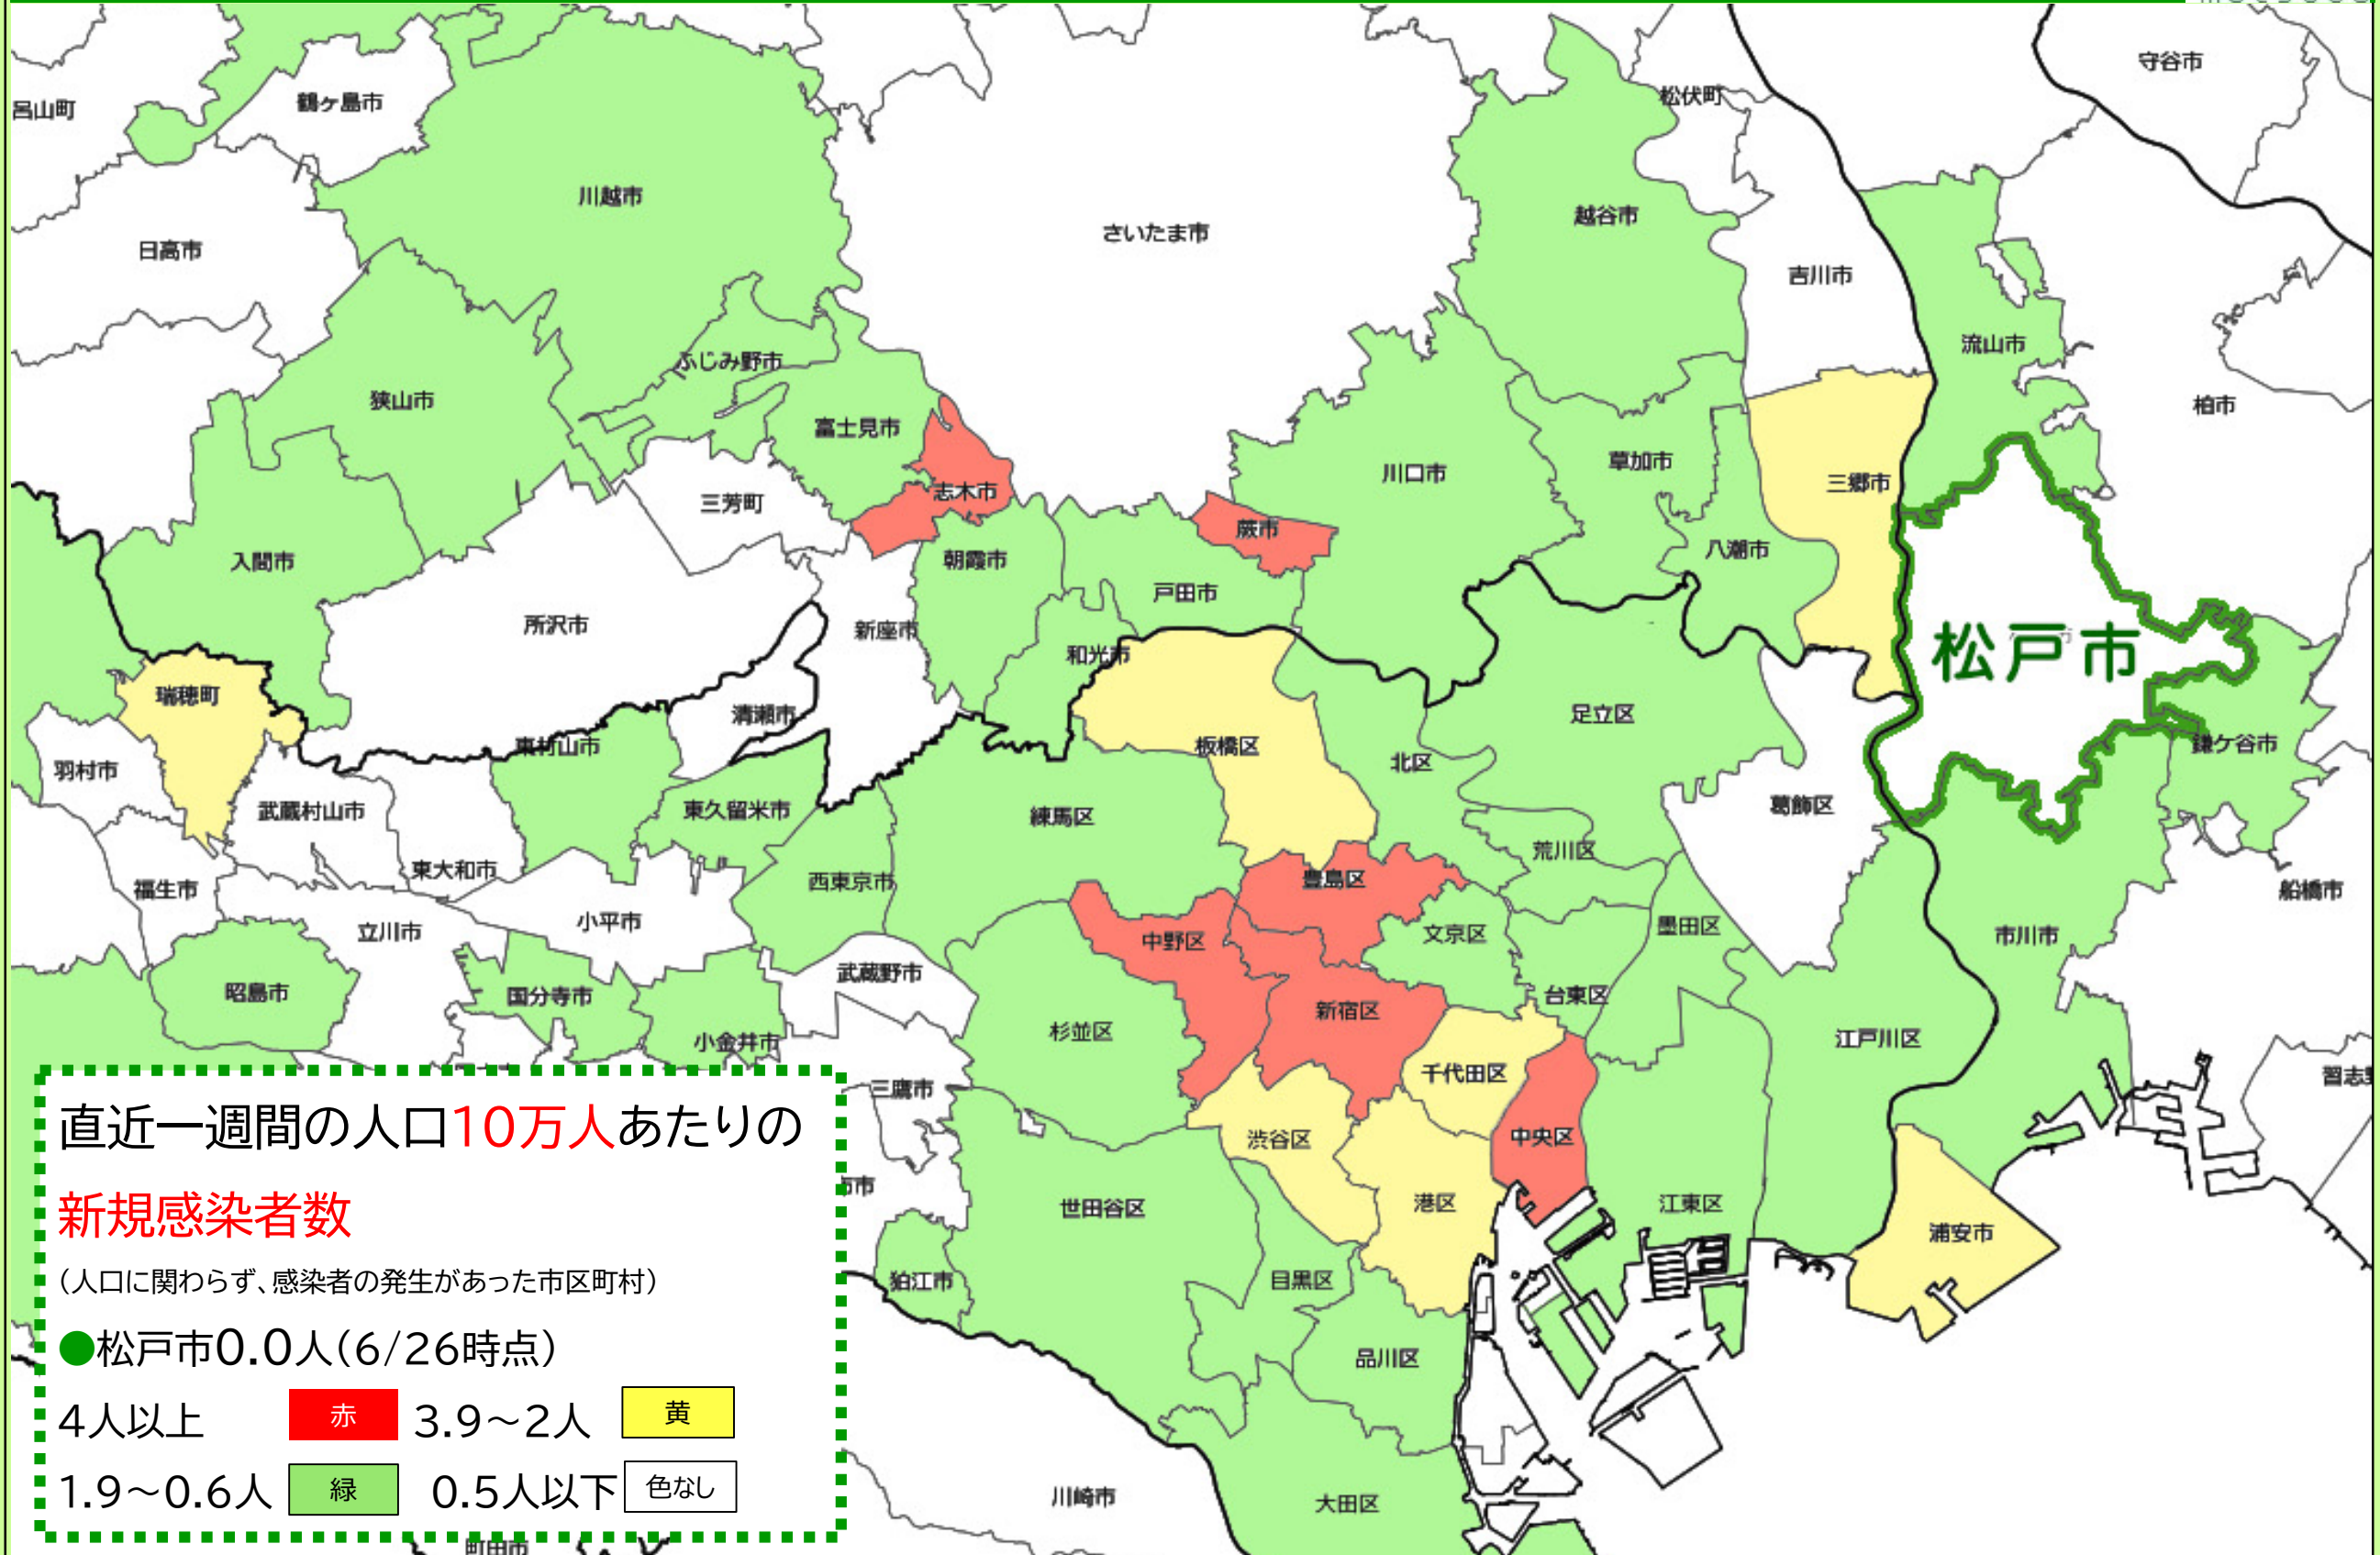 守谷市
松伏町
鶴ヶ島市
呂山町
川越市
越谷市
さいたま市
日高市
吉川市
流山市
ふじみ野市
狭山市
柏市
富士見市
草加市
川口市
三郷市
志木市
三芳町
蕨市
八潮市
入間市
朝霞市
戸田市
所沢市
新座市
和光市
松戸市
瑞穂町
清瀬市
足立区
東村山市
板橋区
鎌ケ谷市
北区
羽村市
武蔵村山市
東久留米市
練馬区
葛飾区
荒川区
東大和市
福生市
西東京市
豊島区
船橋市
小平市
立川市
中野区
文京区
墨田区
市川市
武蔵野市
昭島市
国分寺市
台東区
新宿区
杉並区
小金井市
江戸川区
千代田区
三鷹市
中央区
渋谷区
市
世田谷区
港区
江東区
浦安市
狛江市
目黒区
品川区
川崎市
大田区
町田市
習志
直近一週間の人口10万人あたりの
新規感染者数
（人口に関わらず、感染者の発生があった市区町村）
●松戸市0.0人（6/26時点）
4人以上 赤 3.9～2人 黄
1.9～0.6人 緑 0.5人以下 色なし